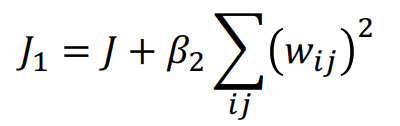 J₁ = J + β₂ ∑ᵢⱼ (wᵢⱼ)²